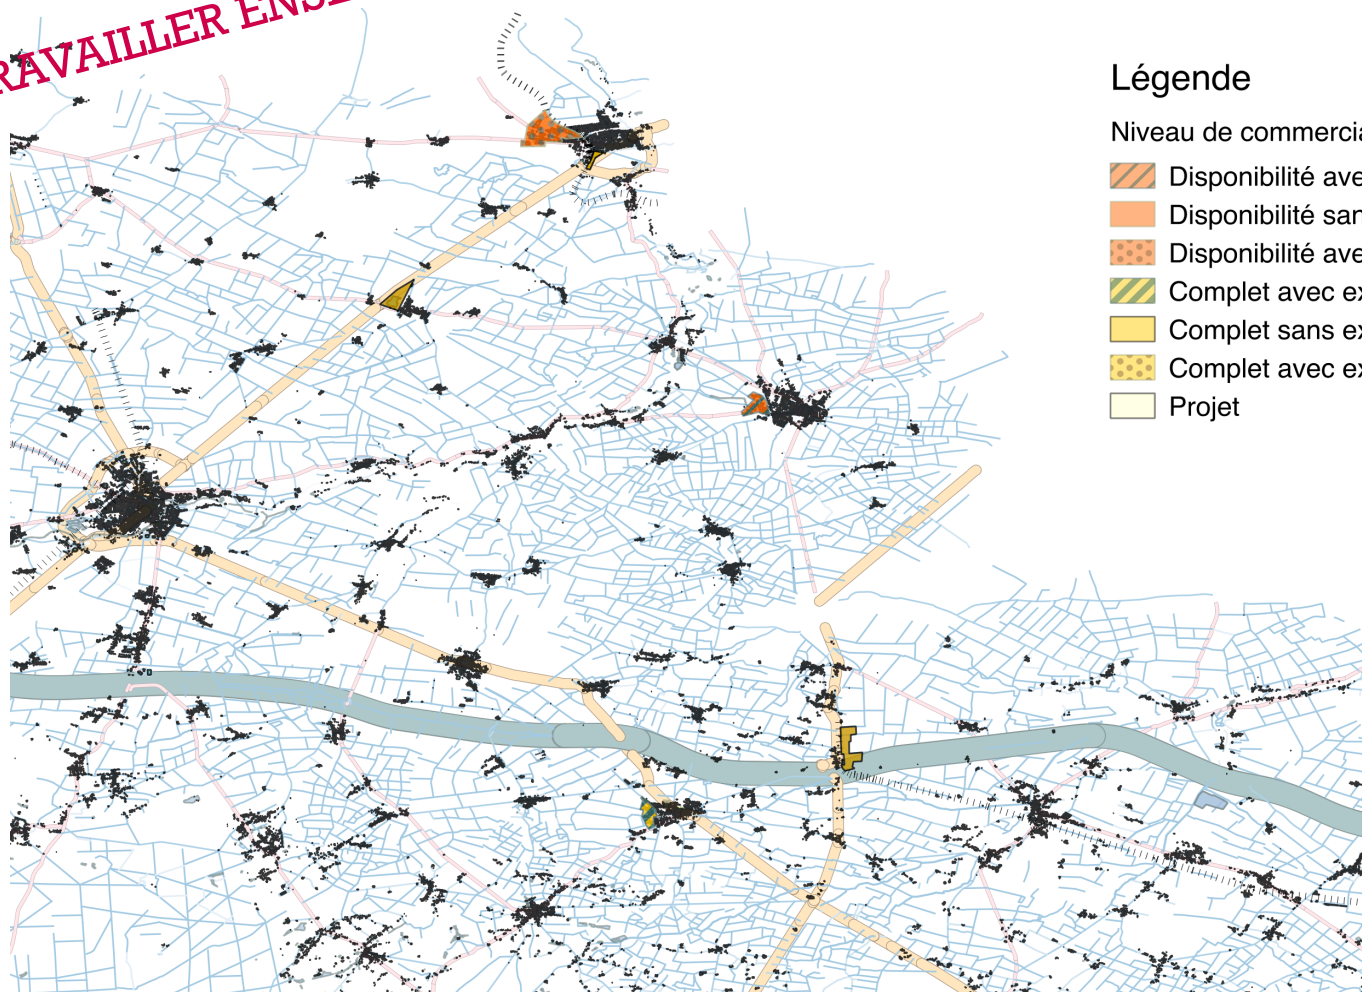 RAVAILLER ENSE
Légende
Niveau de commercia
Disponibilité ave
Disponibilité san
Disponibilité ave
Complet avec ex
Complet sans ex
Complet avec ex
Projet